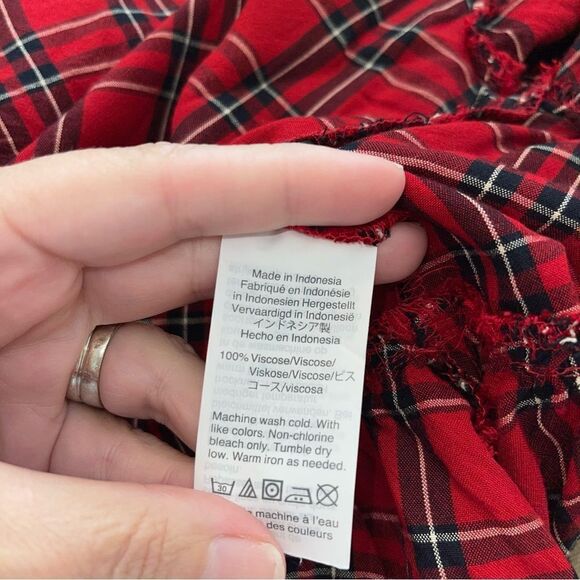 Made in Indonesia
Fabriqué en Indonésie
in Indonesien Hergestellt
Vervaardigd in Indonesië
インドネシア製
Hecho en Indonesia
100% Viscose/Viscose/
Viskose/Viscose/ビス
コース/viscosa
Machine wash cold. With
like colors. Non-chlorine
bleach only. Tumble dry
low. Warm iron as needed.
30
machine à l'eau
des couleurs